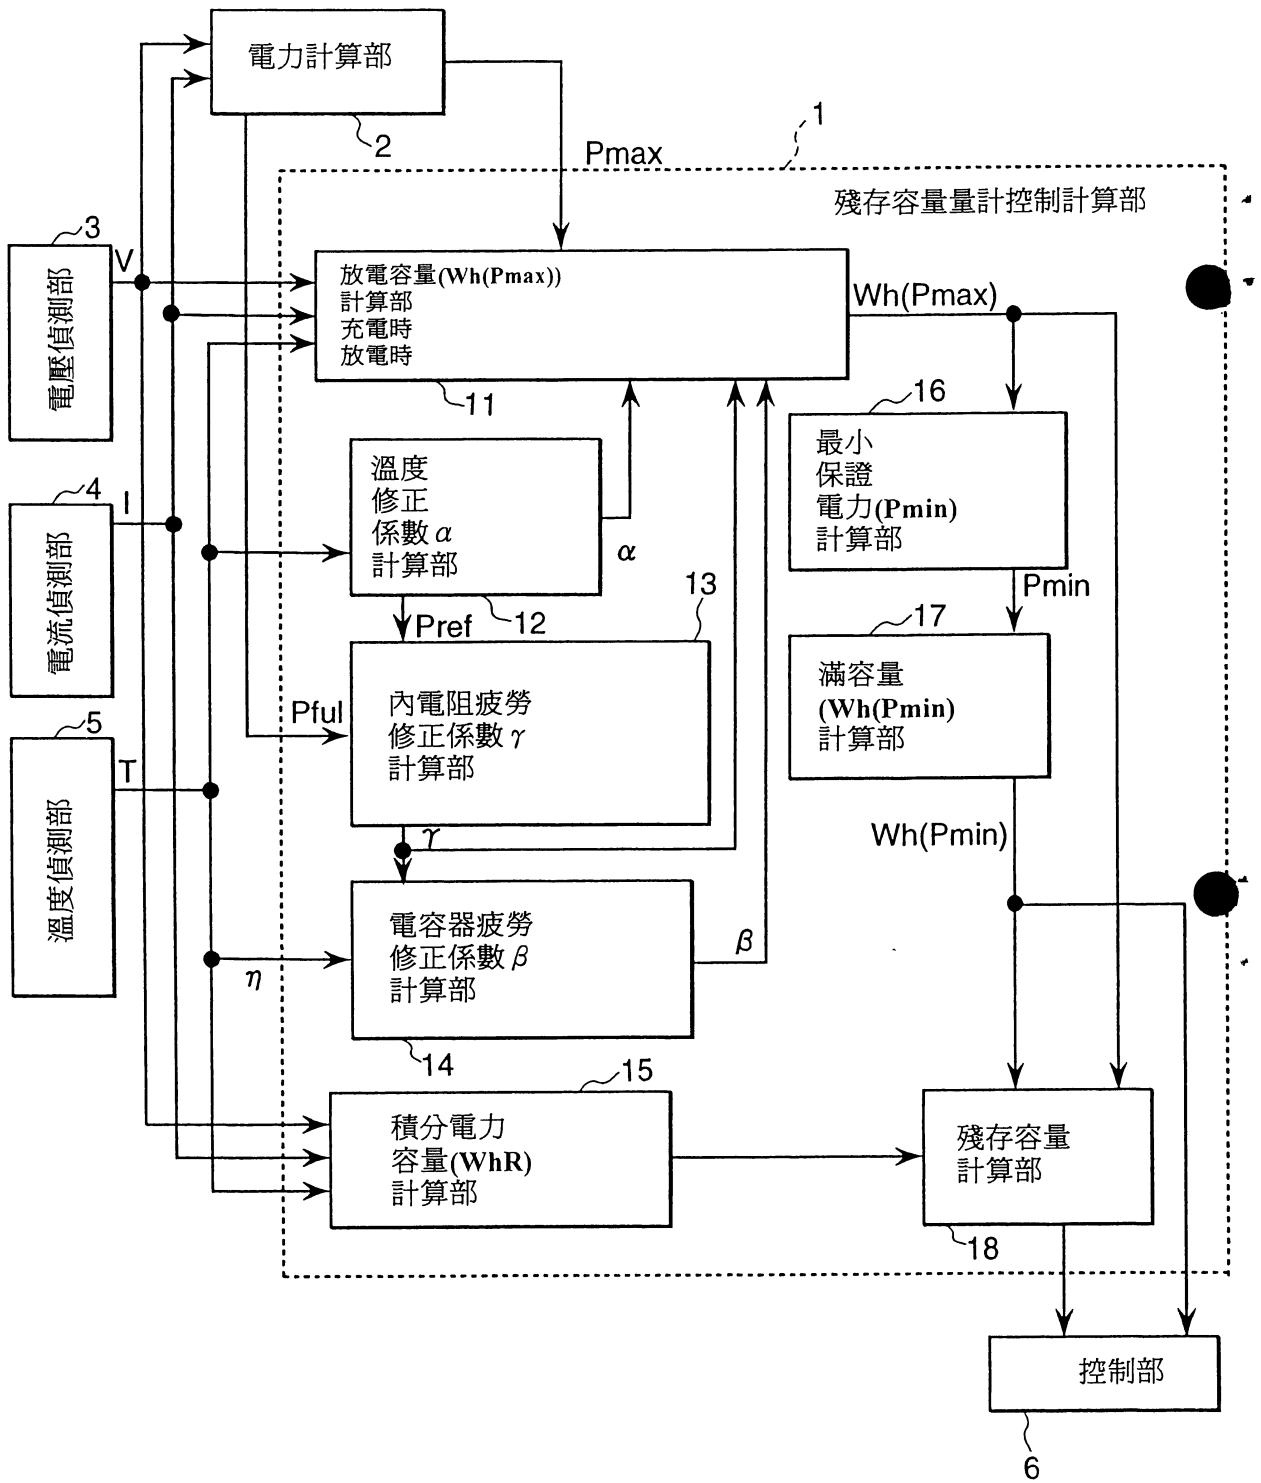 電力計算部
2
1
Pmax
殘存容量量計控制計算部
3
V
電壓偵測部
放電容量(Wh(Pmax))
計算部
充電時
放電時
11
Wh(Pmax)
16
最小
保證
電力(Pmin)
計算部
4
I
電流偵測部
溫度
修正
係數α
計算部
α
12
Pref
Pmin
13
17
滿容量
(Wh(Pmin)
計算部
Pful
內電阻疲勞
修正係數γ
計算部
5
T
溫度偵測部
γ
Wh(Pmin)
電容器疲勞
修正係數β
計算部
η
β
14
15
積分電力
容量(WhR)
計算部
殘存容量
計算部
18
控制部
6